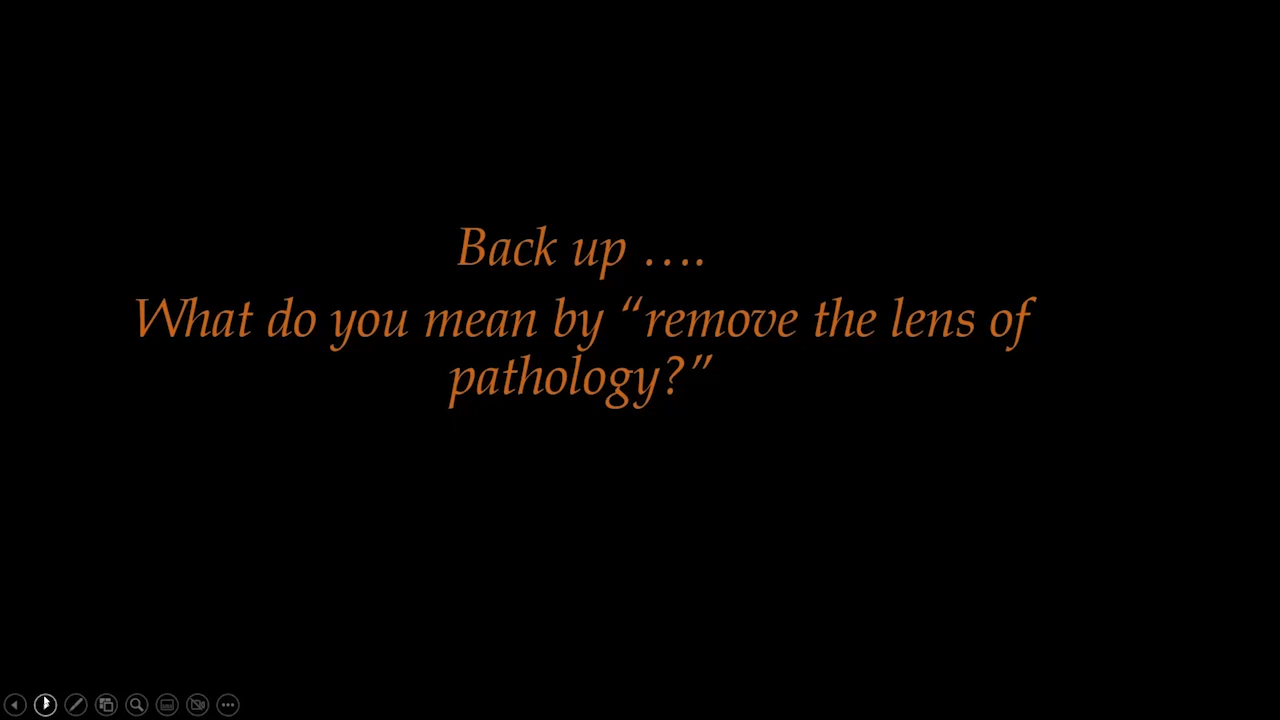 Back up ….
What do you mean by “remove the lens of
pathology?”